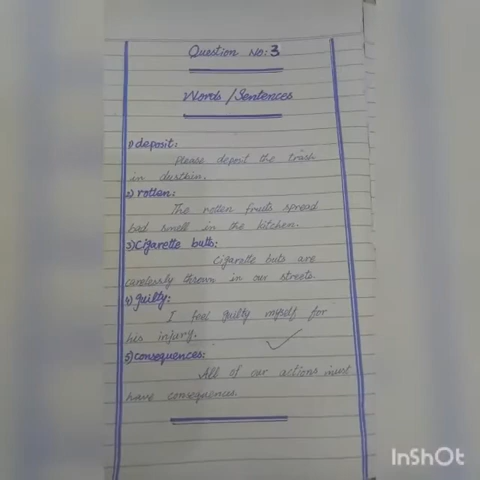 Question No: 3
Words/Sentences
1) deposit:
Please deposit the trash
in dustbin.
2) rotten:
The rotten fruits spread
bad smell in the kitchen.
3) Cigarette butts:
Cigarette buts are
carelessly thrown in our streets.
4) guilty:
I feel guilty myself for
his injury.
5) consequences:
All of our actions must
have consequences.
InShOt